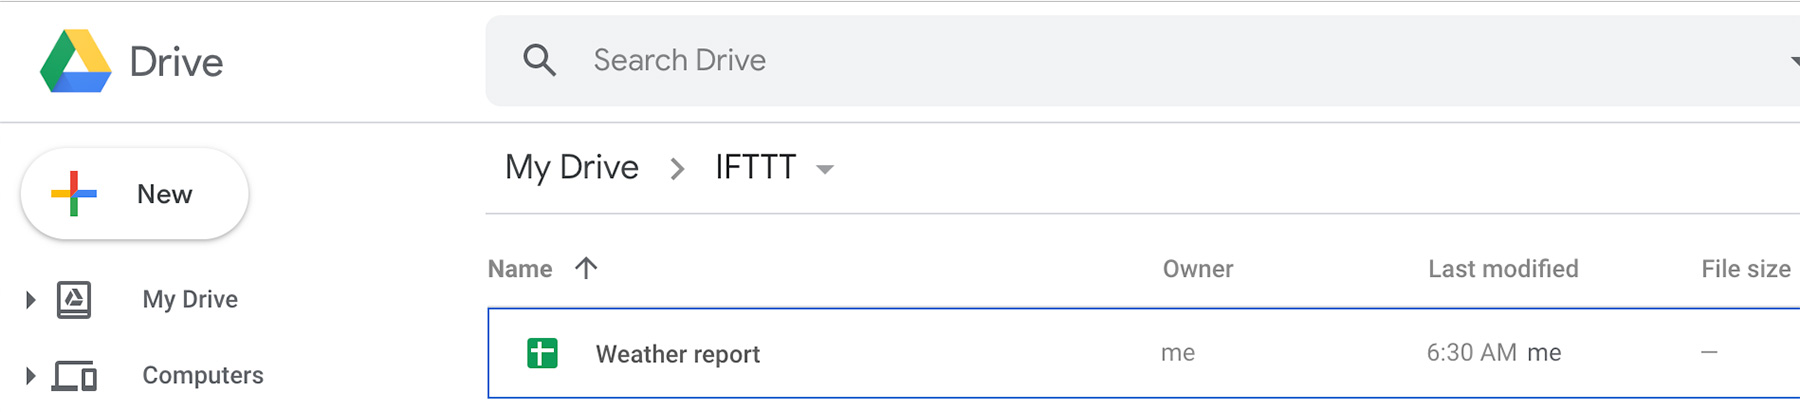 Drive
Search Drive
New
My Drive
Computers
My Drive > IFTTT
Name Owner Last modified File size
Weather report me 6:30 AM me —